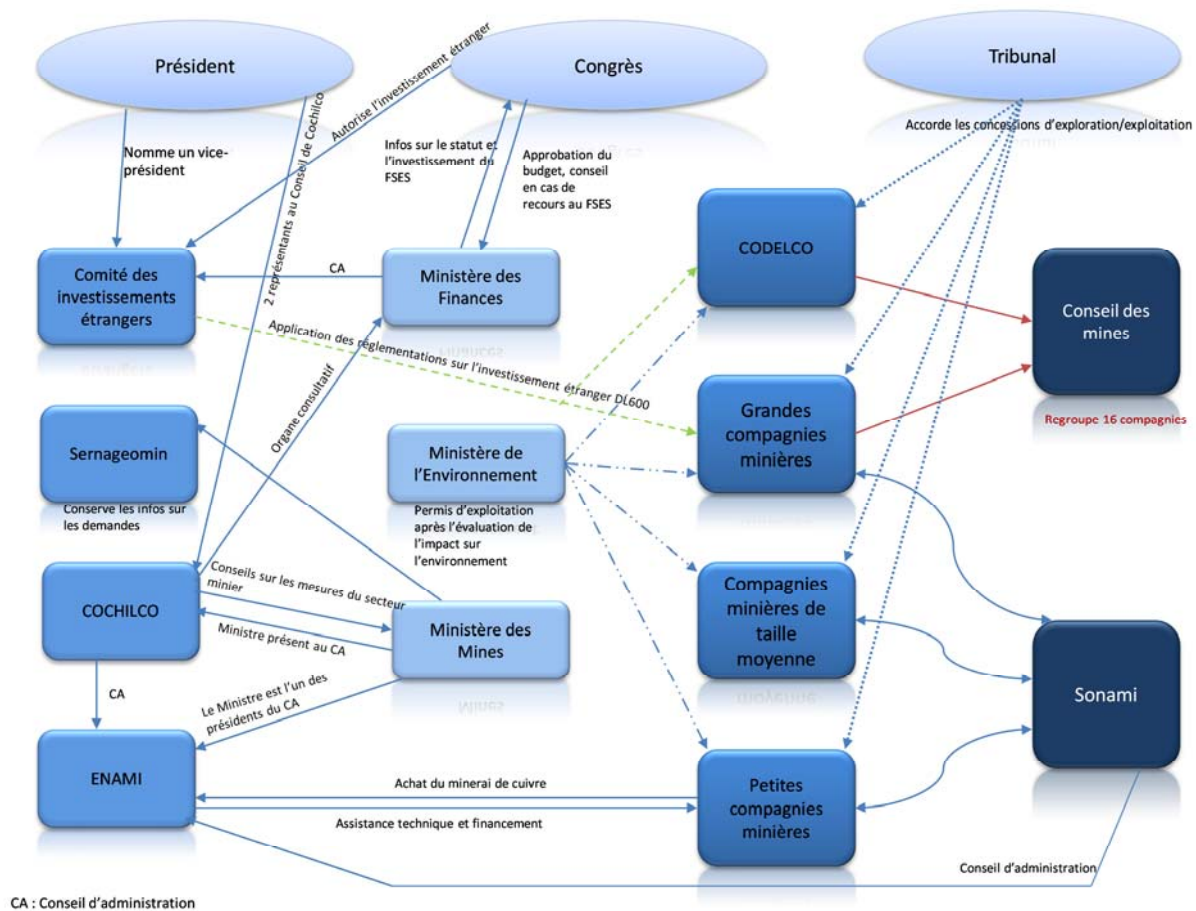 Président
Congrès
Tribunal
Autorise l'investissement étranger
2 représentants au Conseil de Cochilco
Accorde les concessions d'exploration/exploitation
Nomme un vice-
président
Infos sur le statut et
l'investissement du
FSES
Approbation du
budget, conseil
en cas de
recours au FSES
CODELCO
Comité des
investissements
étrangers
CA
Ministère des
Finances
Conseil des
mines
Application des réglementations sur l'investissement étranger DL600
Organe consultatif
Grandes
compagnies
minières
Regroupe 16 compagnies
Sernageomin
Ministère de
l'Environnement
Conserve les infos sur
les demandes
Permis d'exploitation
après l'évaluation de
l'impact sur
l'environnement
COCHILCO
Conseils sur les mesures du secteur
minier
Ministre présent au CA
Ministère des
Mines
Compagnies
minières de
taille
moyenne
CA
Le Ministre est l'un des
présidents du CA
Sonami
ENAMI
Achat du minerai de cuivre
Assistance technique et financement
Petites
compagnies
minières
Conseil d'administration
CA : Conseil d'administration